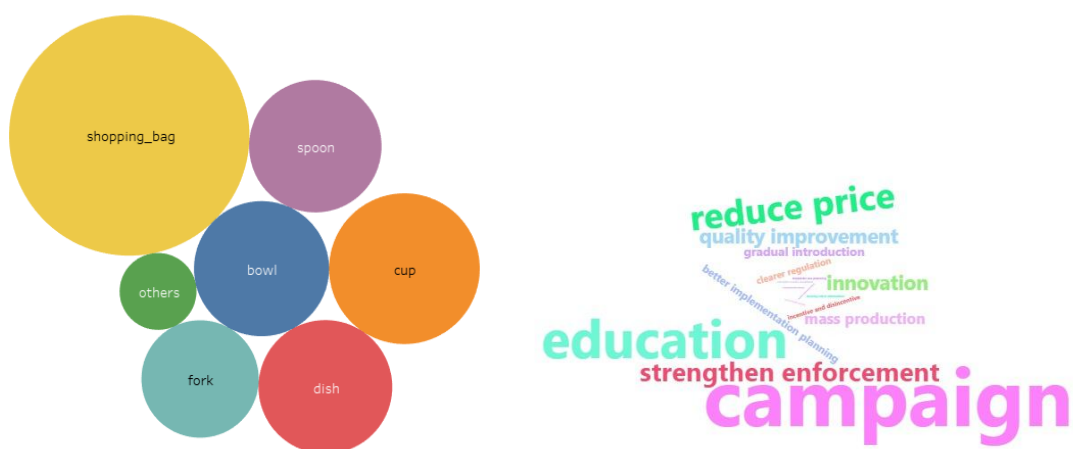 shopping_bag
spoon
bowl
cup
others
fork
dish
reduce price
quality improvement
gradual introduction
clearer regulation
better implementation planning
innovation
incentive and disincentive
mass production
education
strengthen enforcement
campaign